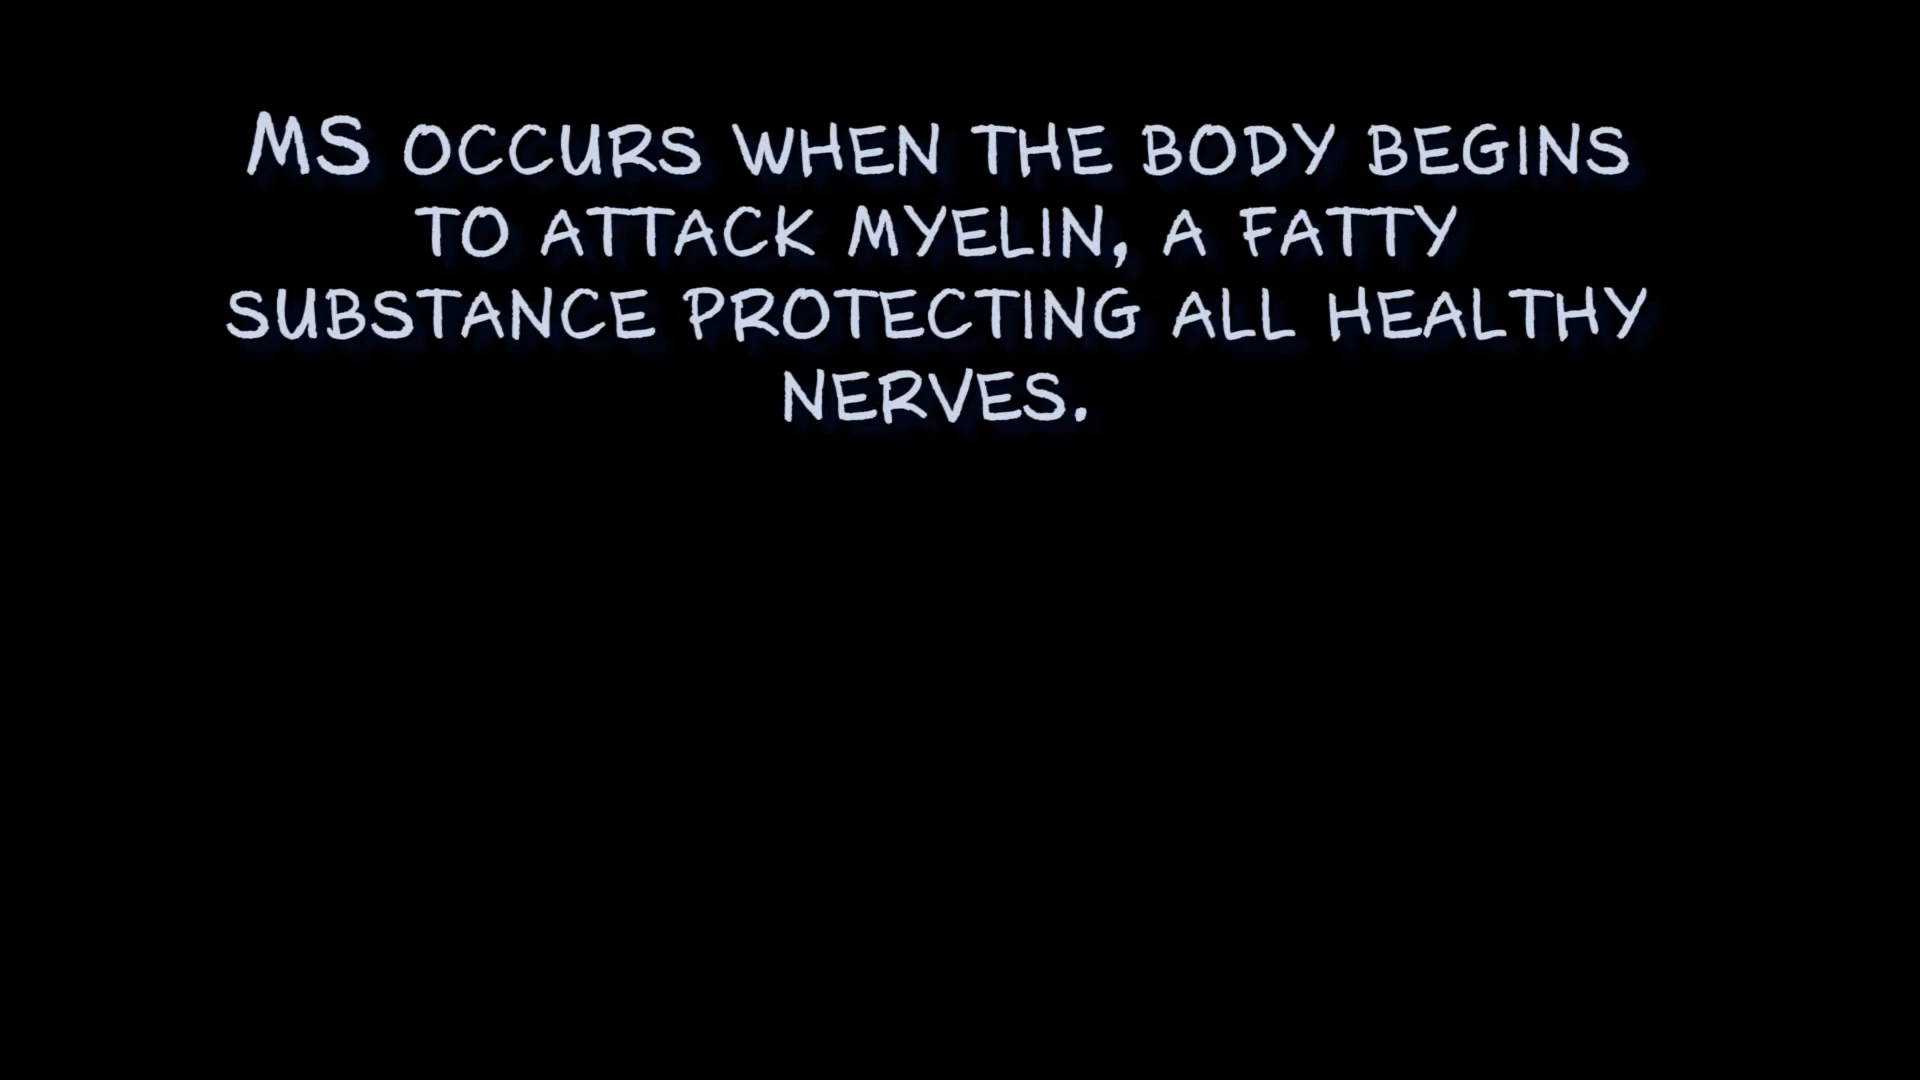 MS OCCURS WHEN THE BODY BEGINS
TO ATTACK MYELIN, A FATTY
SUBSTANCE PROTECTING ALL HEALTHY
NERVES.